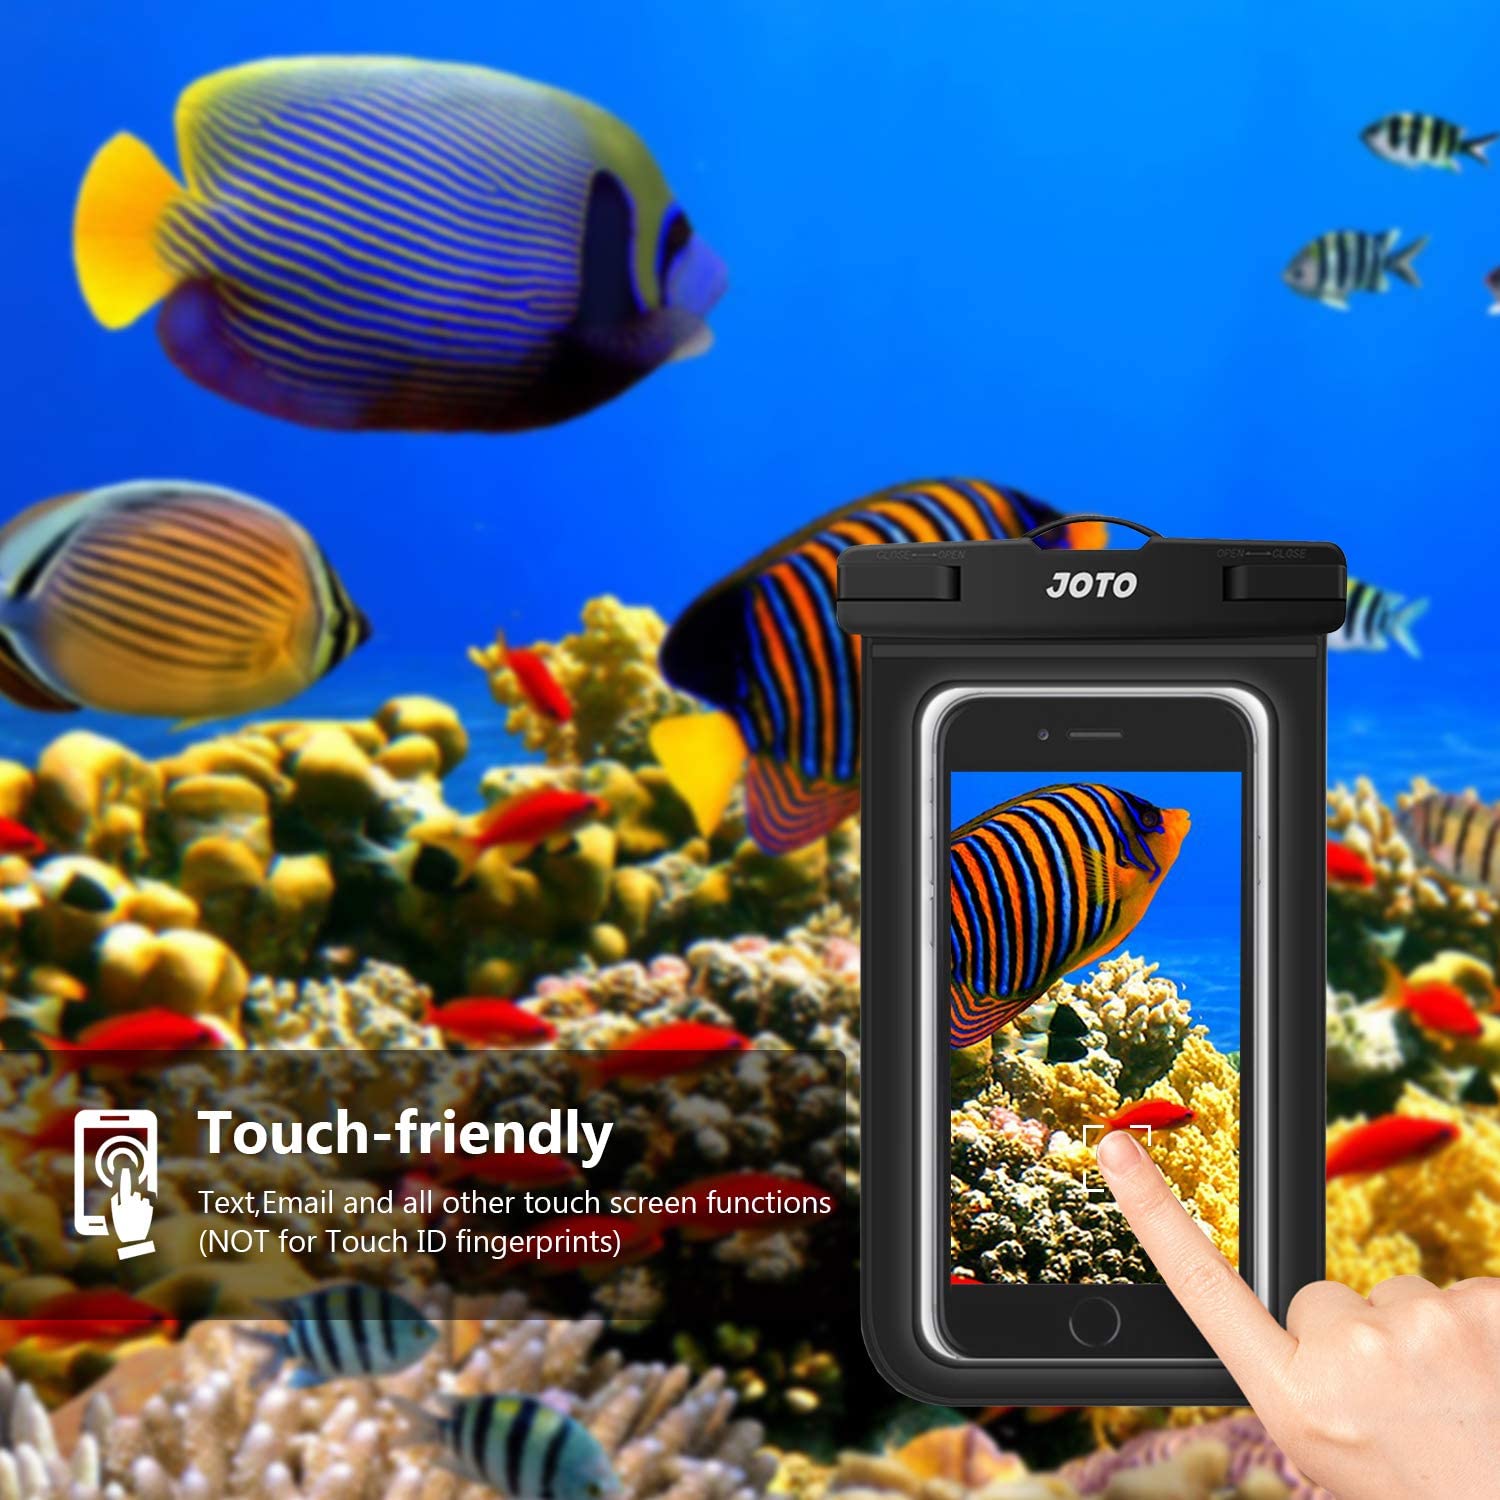 CLOSE⟷OPEN
OPEN⟷CLOSE
JOTO
Touch-friendly
Text,Email and all other touch screen functions
(NOT for Touch ID fingerprints)